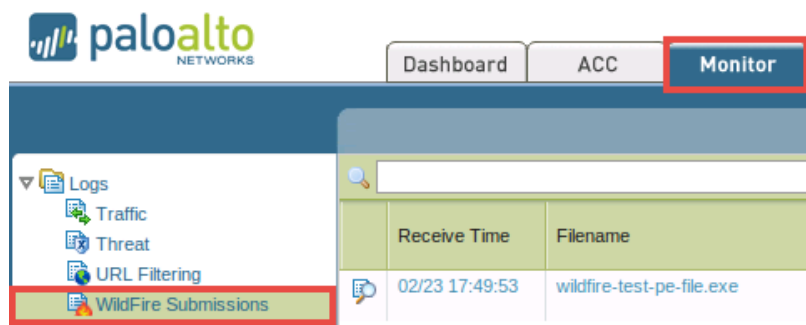 paloalto
NETWORKS
Dashboard ACC Monitor
Logs
Traffic
Threat
URL Filtering
WildFire Submissions
Receive Time Filename
02/23 17:49:53 wildfire-test-pe-file.exe